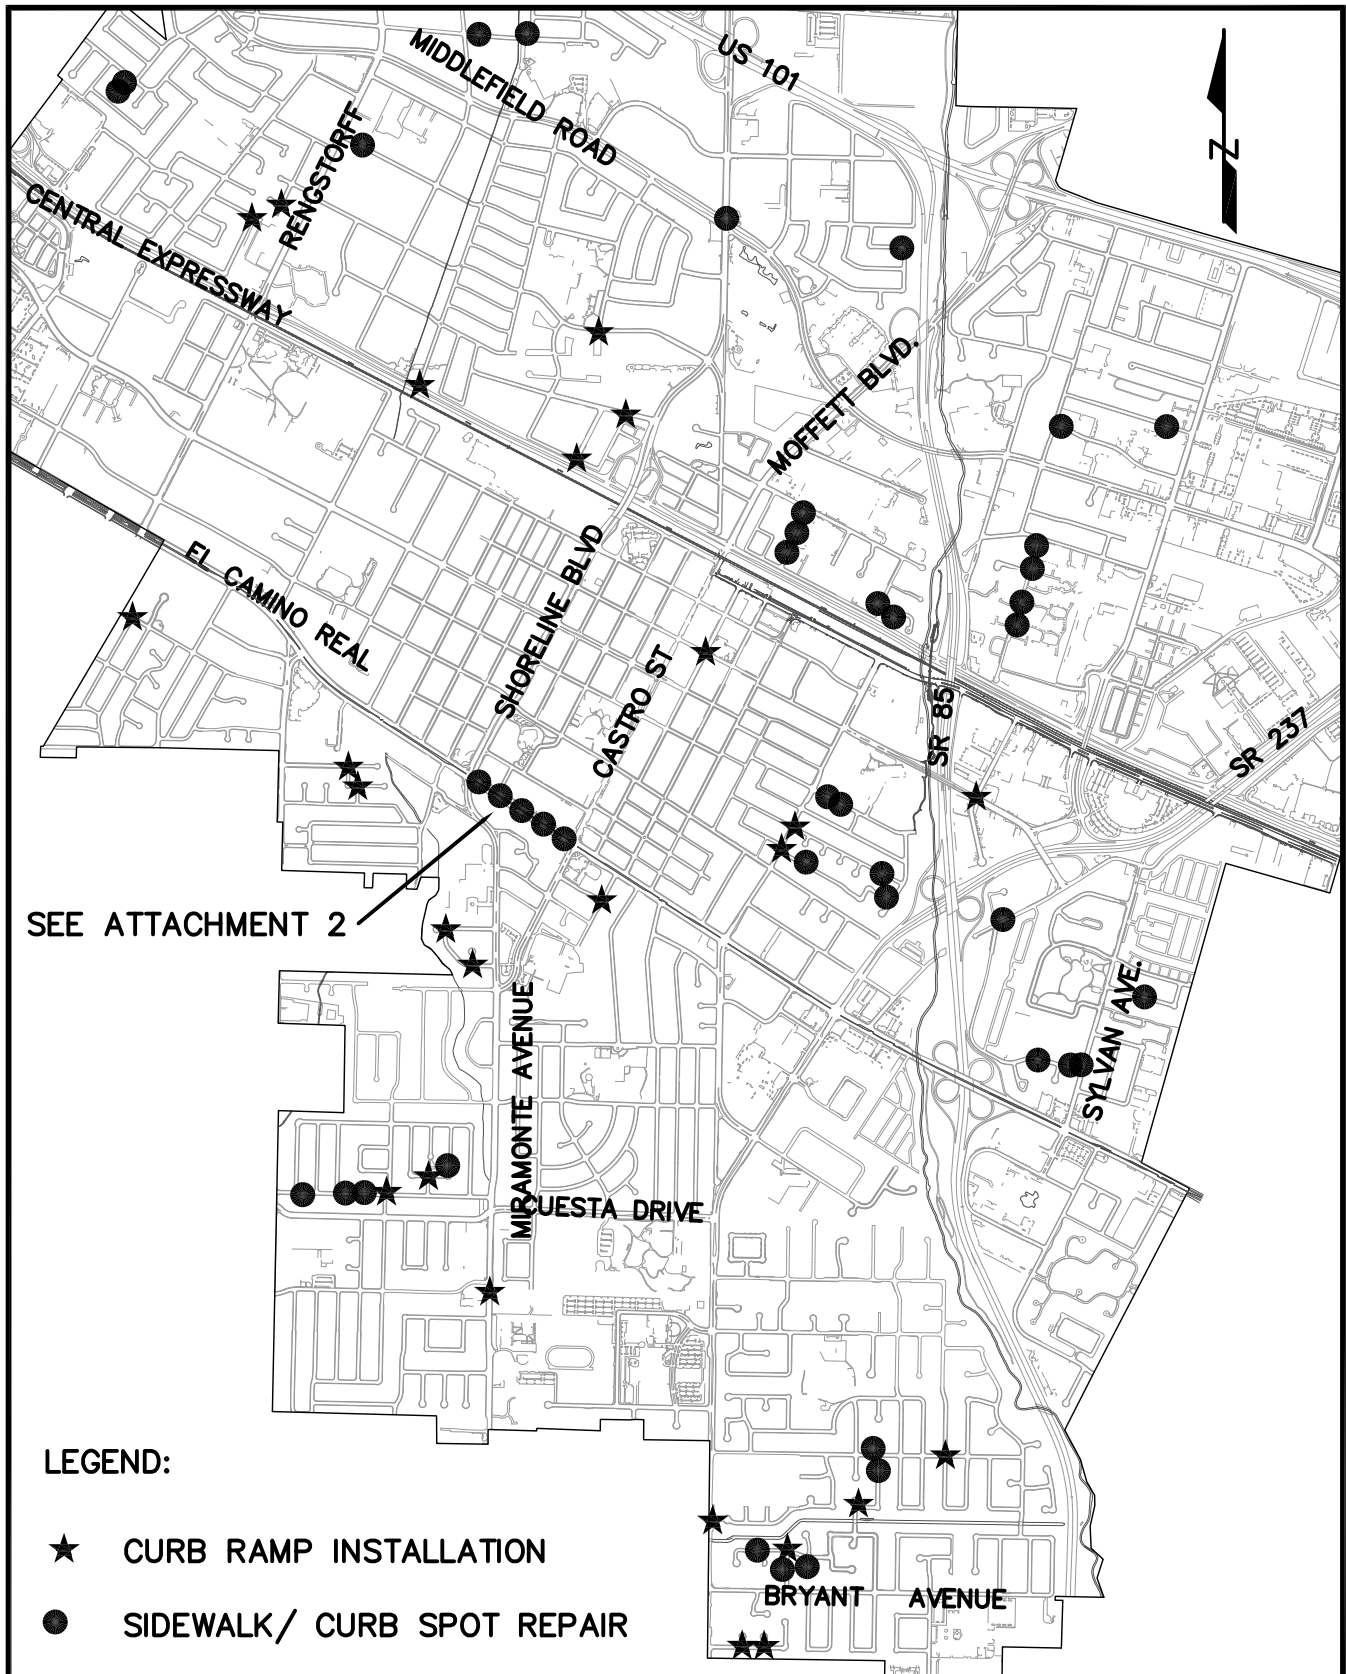 US 101
MIDDLEFIELD ROAD
RENGSTORFF
N
CENTRAL EXPRESSWAY
MOFFETT BLVD.
EL CAMINO REAL
SHORELINE BLVD
CASTRO ST
SR 85
SR 237
SEE ATTACHMENT 2
SYLVAN AVE.
MIRAMONTE AVENUE
CUESTA DRIVE
LEGEND:
CURB RAMP INSTALLATION
BRYANT AVENUE
SIDEWALK/ CURB SPOT REPAIR